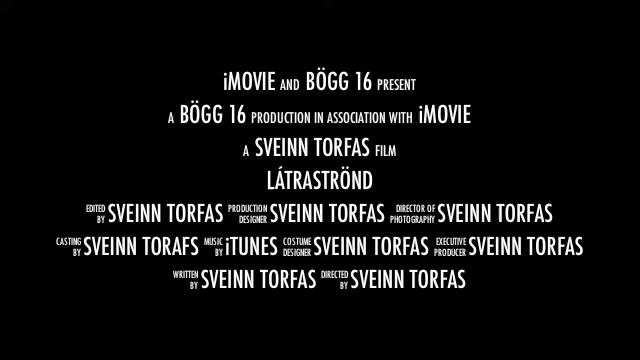 iMOVIE AND BÖGG 16 PRESENT
A BÖGG 16 PRODUCTION IN ASSOCIATION WITH iMOVIE
A SVEINN TORFAS FILM
LÁTRASTRÖND
EDITED BY SVEINN TORFAS PRODUCTION DESIGNER SVEINN TORFAS DIRECTOR OF PHOTOGRAPHY SVEINN TORFAS
CASTING BY SVEINN TORAFS MUSIC BY iTUNES COSTUME DESIGNER SVEINN TORFAS EXECUTIVE PRODUCER SVEINN TORFAS
WRITTEN BY SVEINN TORFAS DIRECTED BY SVEINN TORFAS